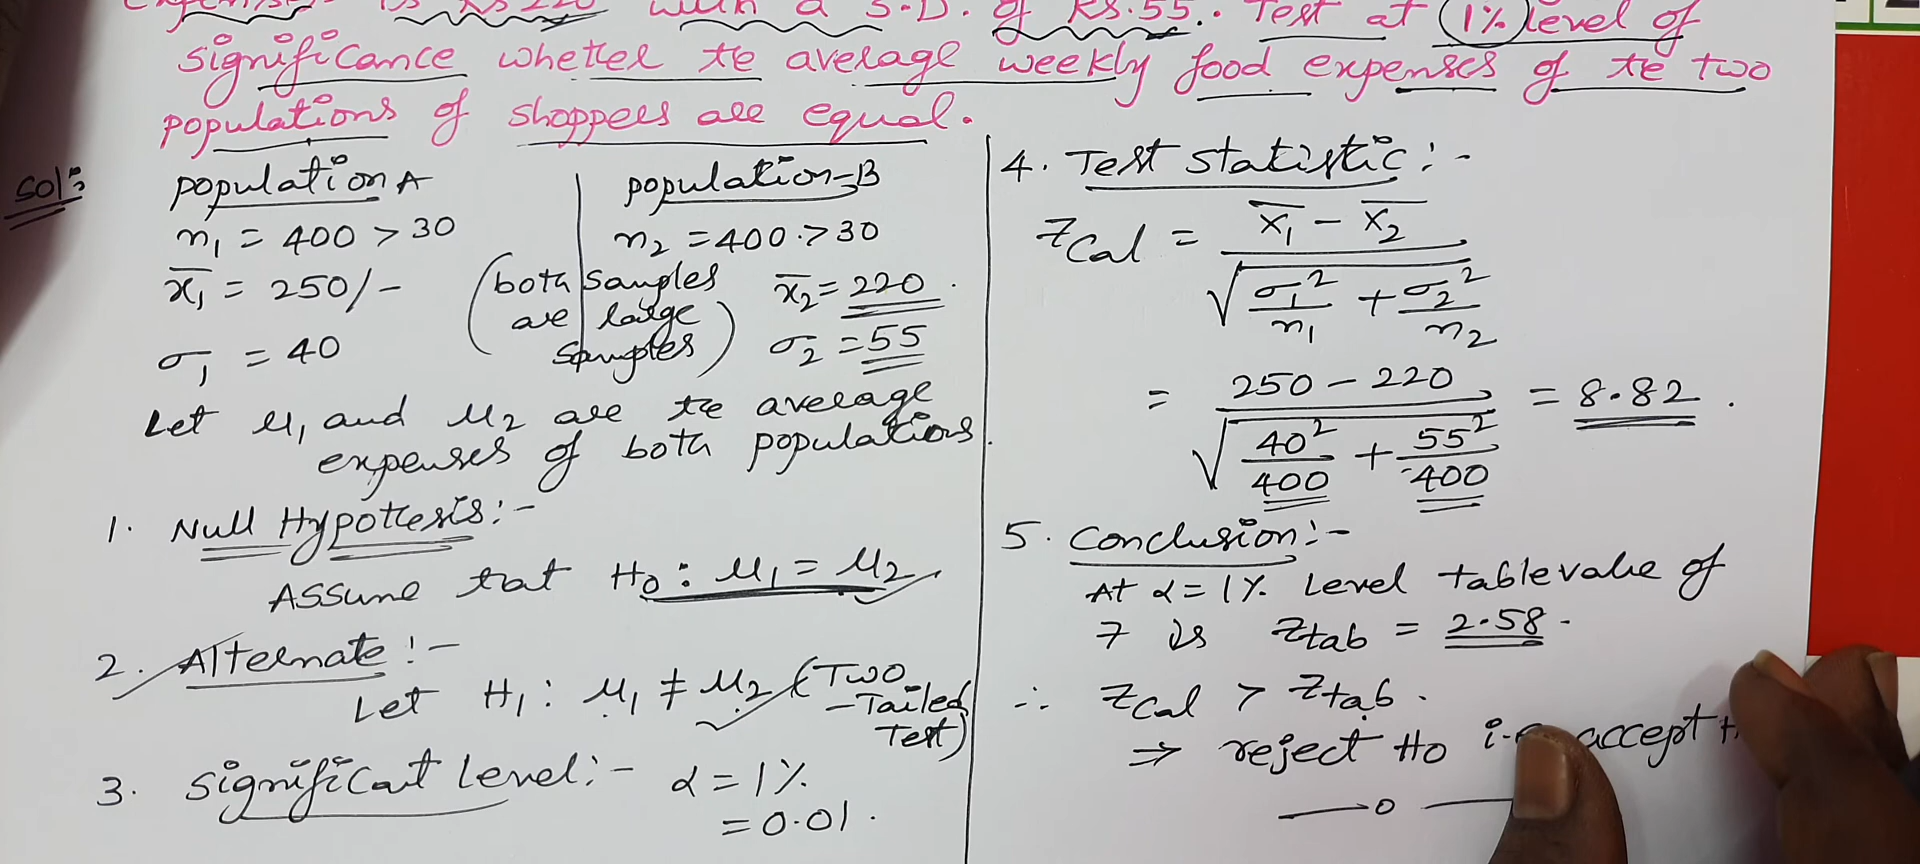 is Rs 220 with a S.D. of Rs.55. Test at 1% level of
significance whether the average weekly food expenses of the two
populations of shoppers are equal.
Sol:
population A
n₁ = 400 > 30
x̄₁ = 250/-
σ₁ = 40
population-B
n₂ = 400 > 30
x̄₂ = 220
σ₂ = 55
(both samples
are large
samples)
Let μ₁ and μ₂ are the average
expenses of both populations.
1. Null Hypothesis:-
Assume that H₀ : μ₁ = μ₂
2. Alternate:-
Let H₁ : μ₁ ≠ μ₂ (Two
-Tailed
Test)
3. significant Level:- α = 1%
= 0.01.
4. Test statistic:-
Zcal = x̄₁ - x̄₂ / √(σ₁²/n₁ + σ₂²/n₂)
= 250 - 220 / √(40²/400 + 55²/400) = 8.82.
5. Conclusion:-
At α = 1% Level table value of
Z is Ztab = 2.58.
∴ Zcal > Ztab.
⇒ reject H₀ accept